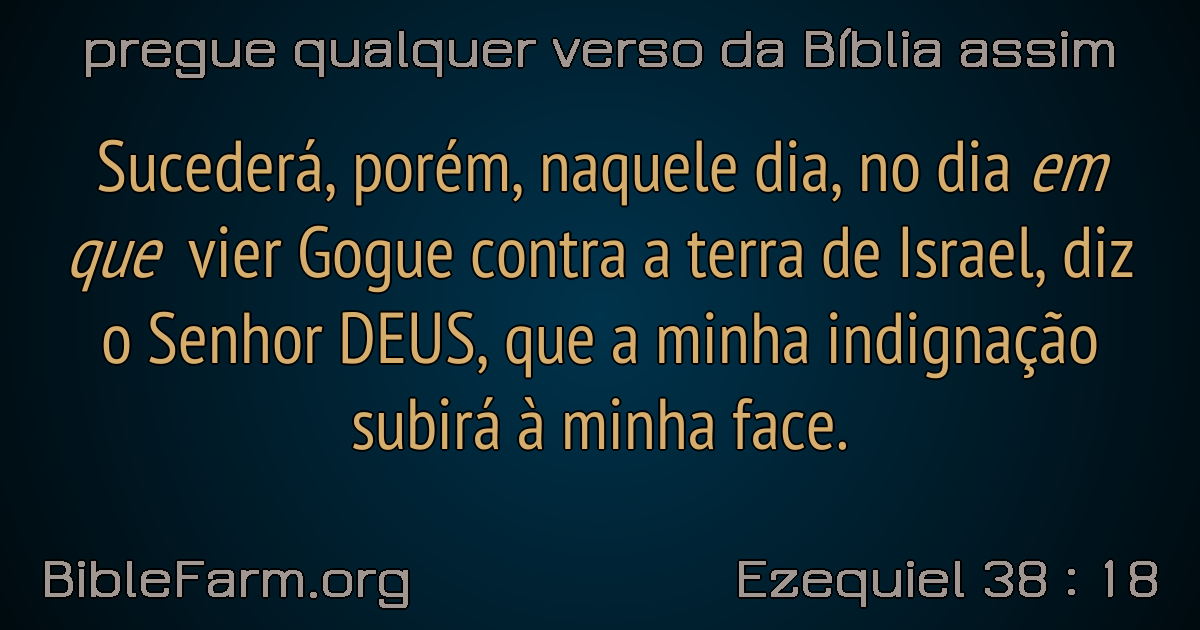 pregue qualquer verso da Bíblia assim
Sucederá, porém, naquele dia, no dia em
que vier Gogue contra a terra de Israel, diz
o Senhor DEUS, que a minha indignação
subirá à minha face.
BibleFarm.org
Ezequiel 38 : 18